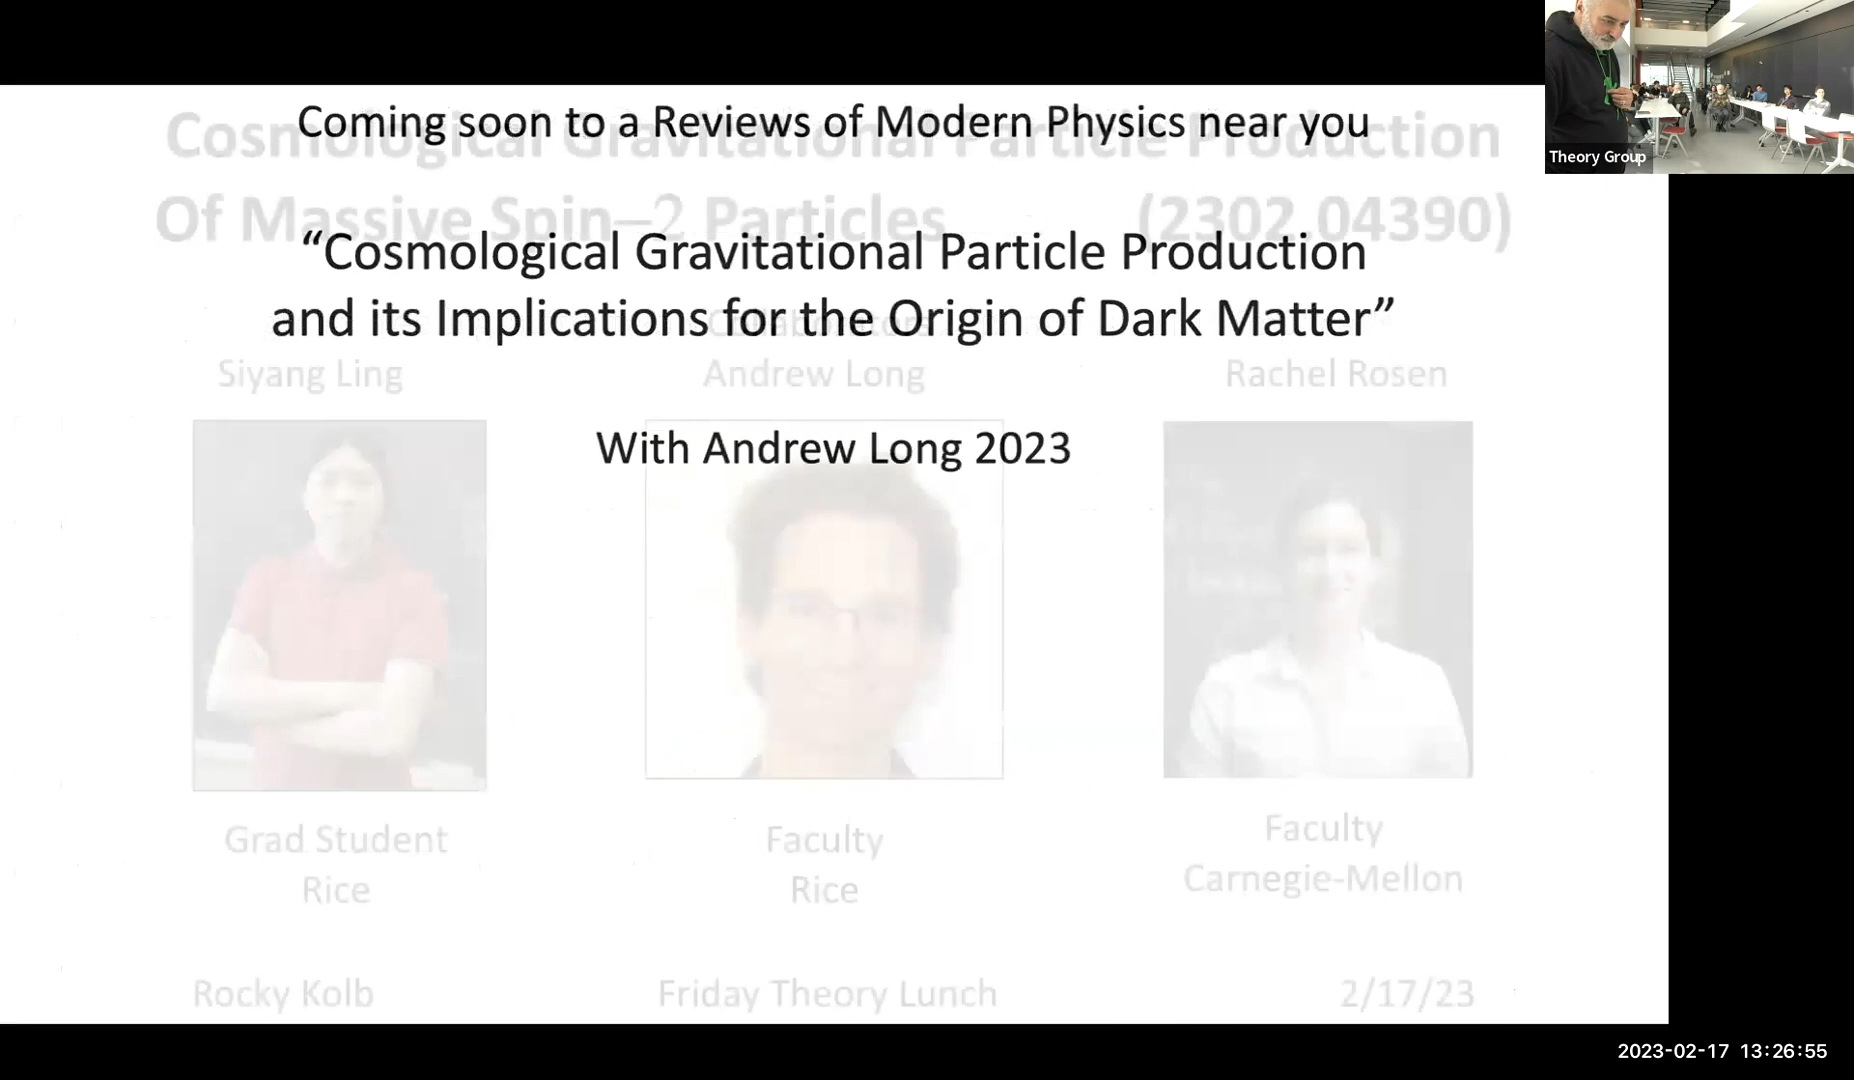 Coming soon to a Reviews of Modern Physics near you
Cosmological Gravitational Particle Production
Of Massive Spin–2 Particles (2302.04390)
“Cosmological Gravitational Particle Production
and its Implications for the Origin of Dark Matter”
Collaborators
Siyang Ling
Andrew Long
Rachel Rosen
With Andrew Long 2023
Grad Student
Rice
Faculty
Rice
Faculty
Carnegie-Mellon
Rocky Kolb
Friday Theory Lunch
2/17/23
Theory Group
2023-02-17 13:26:55